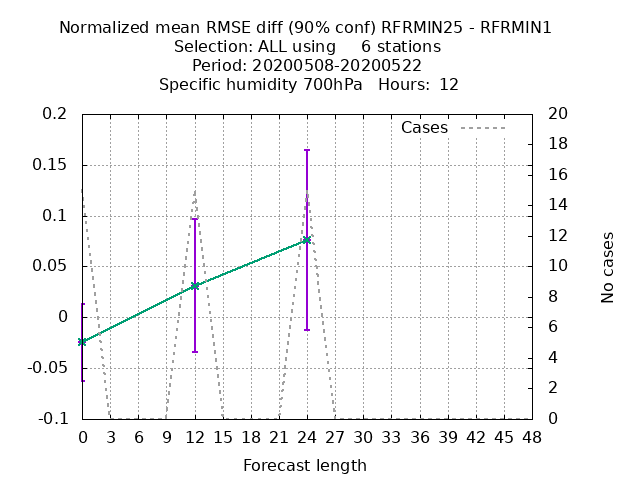 Normalized mean RMSE diff (90% conf) RFRMIN25 - RFRMIN1
Selection: ALL using 6 stations
Period: 20200508-20200522
Specific humidity 700hPa Hours: 12
Cases
0.2
0.15
0.1
0.05
0
-0.05
-0.1
20
18
16
14
12
10
8
6
4
2
0
No cases
0 3 6 9 12 15 18 21 24 27 30 33 36 39 42 45 48
Forecast length